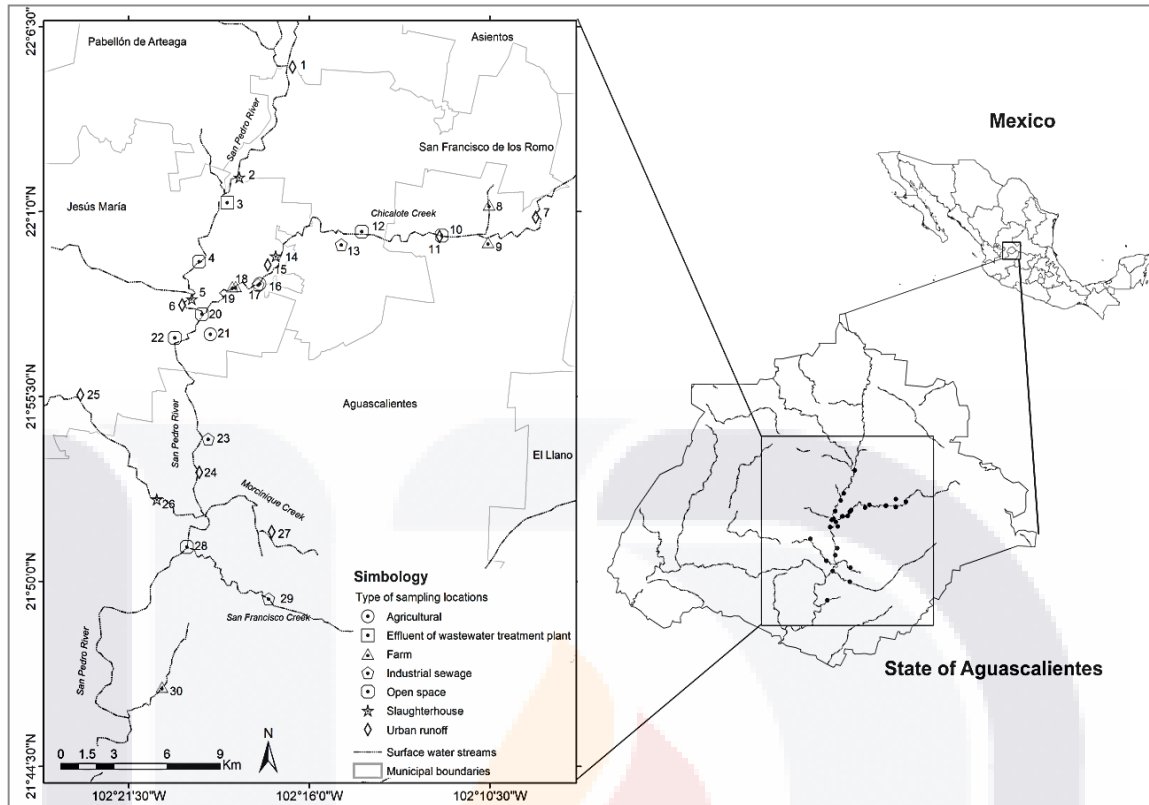 22°6'30"N
22°1'0"N
21°55'30"N
21°50'0"N
21°44'30"N
Pabellón de Arteaga
Asientos
1
San Pedro River
San Francisco de los Romo
2
3
Jesús María
Chicalote Creek
8
7
12
10
13
11
9
4
14
15
18
16
17
19
5
6
20
21
22
25
Aguascalientes
San Pedro River
23
El Llano
24
26
Morcinique Creek
27
28
29
San Francisco Creek
San Pedro River
30
Simbology
Type of sampling locations
Agricultural
Effluent of wastewater treatment plant
Farm
Industrial sewage
Open space
Slaughterhouse
Urban runoff
Surface water streams
Municipal boundaries
N
0 1.5 3 6 9
Km
102°21'30"W 102°16'0"W 102°10'30"W
Mexico
State of Aguascalientes